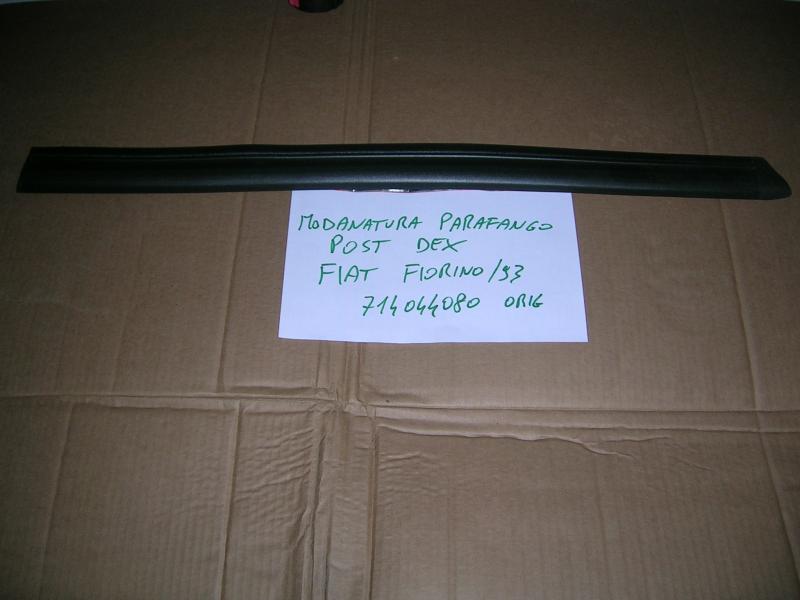 MODANATURA PARAFANGO
POST DEX
FIAT FIORINO/93
714044080 ORIG